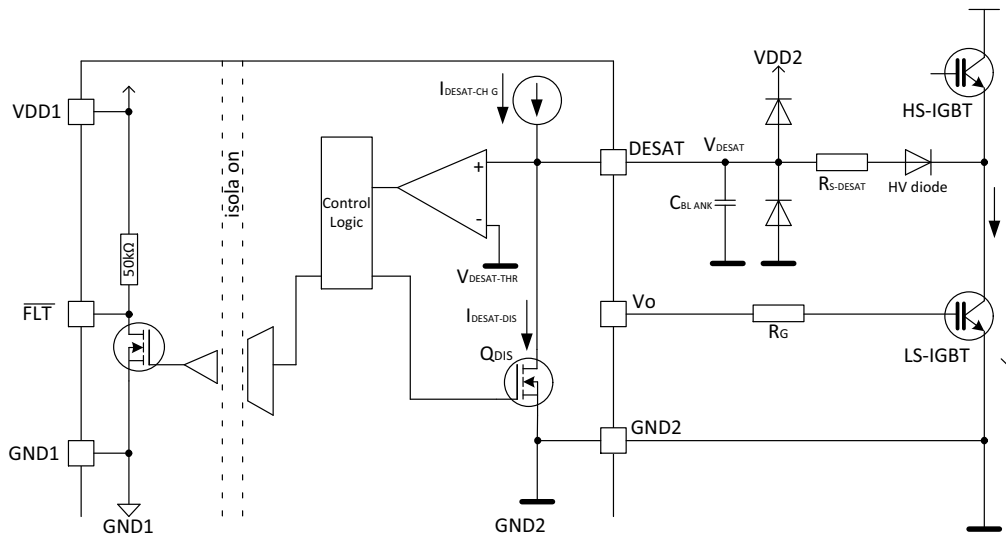 VDD2
I DESAT-CH G
HS-IGBT
VDD1
DESAT
VDESAT
isola on
+
RS-DESAT
HV diode
Control
Logic
CBL ANK
-
50kΩ
VDESAT-THR
FLT
Vo
IDESAT-DIS
RG
QDIS
LS-IGBT
GND1
GND2
GND1
GND2